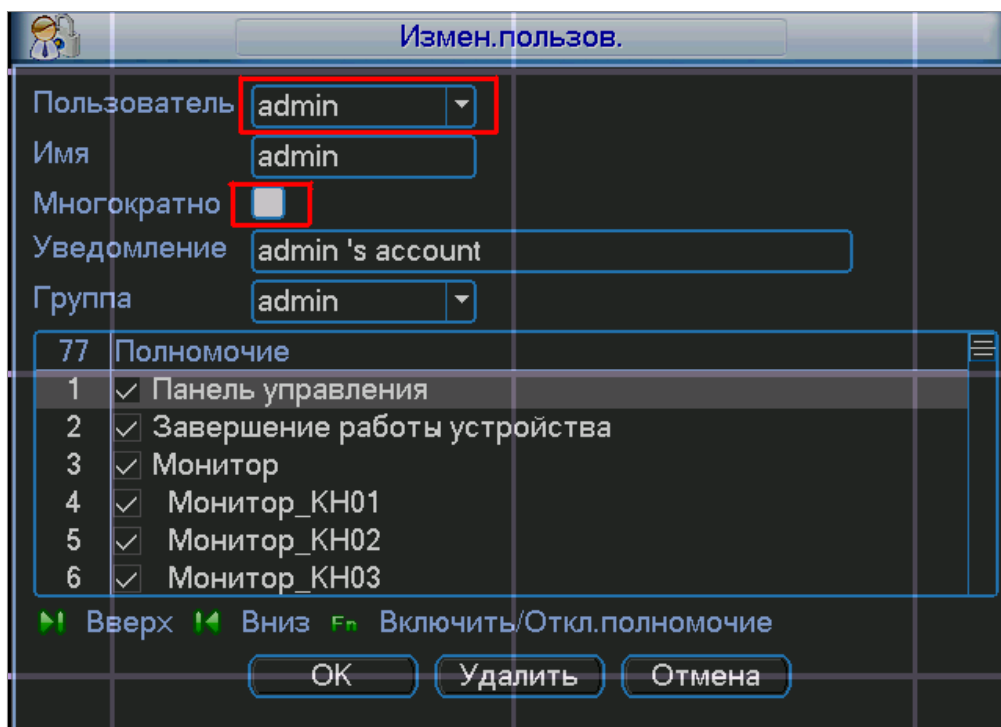 Измен.пользов.
Пользователь admin
Имя admin
Многократно
Уведомление admin 's account
Группа admin
77 Полномочие
1 Панель управления
2 Завершение работы устройства
3 Монитор
4 Монитор_КН01
5 Монитор_КН02
6 Монитор_КН03
Вверх Вниз Fn Включить/Откл.полномочие
OK Удалить Отмена